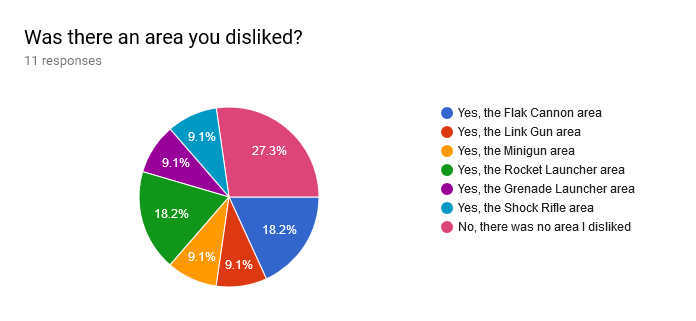 Was there an area you disliked?
11 responses
9.1%
27.3%
9.1%
18.2%
18.2%
9.1%
9.1%
Yes, the Flak Cannon area
Yes, the Link Gun area
Yes, the Minigun area
Yes, the Rocket Launcher area
Yes, the Grenade Launcher area
Yes, the Shock Rifle area
No, there was no area I disliked